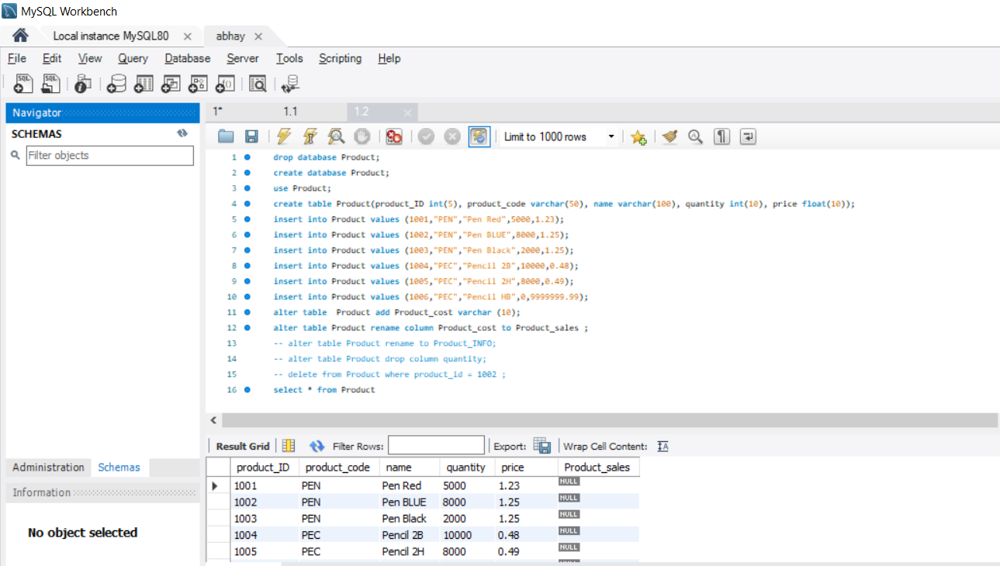 MySQL Workbench
Local instance MySQL80 abhay
File Edit View Query Database Server Tools Scripting Help
Navigator
SCHEMAS
Filter objects
1* 1.1 1.2
Limit to 1000 rows
1 drop database Product;
2 create database Product;
3 use Product;
4 create table Product(product_ID int(5), product_code varchar(50), name varchar(100), quantity int(10), price float(10));
5 insert into Product values (1001,"PEN","Pen Red",5000,1.23);
6 insert into Product values (1002,"PEN","Pen BLUE",8000,1.25);
7 insert into Product values (1003,"PEN","Pen Black",2000,1.25);
8 insert into Product values (1004,"PEC","Pencil 2B",10000,0.48);
9 insert into Product values (1005,"PEC","Pencil 2H",8000,0.49);
10 insert into Product values (1006,"PEC","Pencil HB",0,9999999.99);
11 alter table  Product add Product_cost varchar (10);
12 alter table Product rename column Product_cost to Product_sales ;
13 -- alter table Product rename to Product_INFO;
14 -- alter table Product drop column quantity;
15 -- delete from Product where product_id = 1002 ;
16 select * from Product
Result Grid Filter Rows: Export: Wrap Cell Content:
product_ID product_code name quantity price Product_sales
1001 PEN Pen Red 5000 1.23 NULL
1002 PEN Pen BLUE 8000 1.25 NULL
1003 PEN Pen Black 2000 1.25 NULL
1004 PEC Pencil 2B 10000 0.48 NULL
1005 PEC Pencil 2H 8000 0.49 NULL
Administration Schemas
Information
No object selected